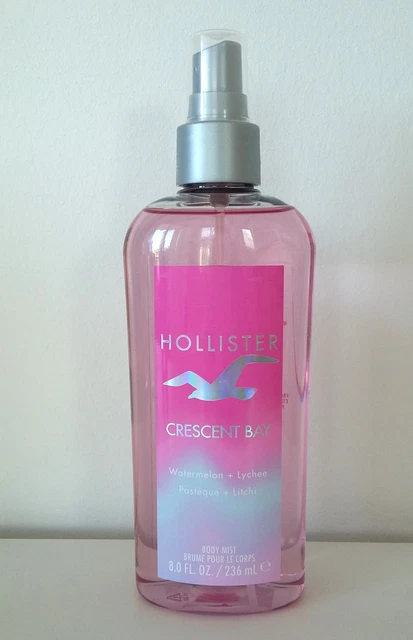 HOLLISTER
CRESCENT BAY
Watermelon + Lychee
Pastèque + Litchi
BODY MIST
BRUME POUR LE CORPS
8.0 FL. OZ. / 236 mL ℮